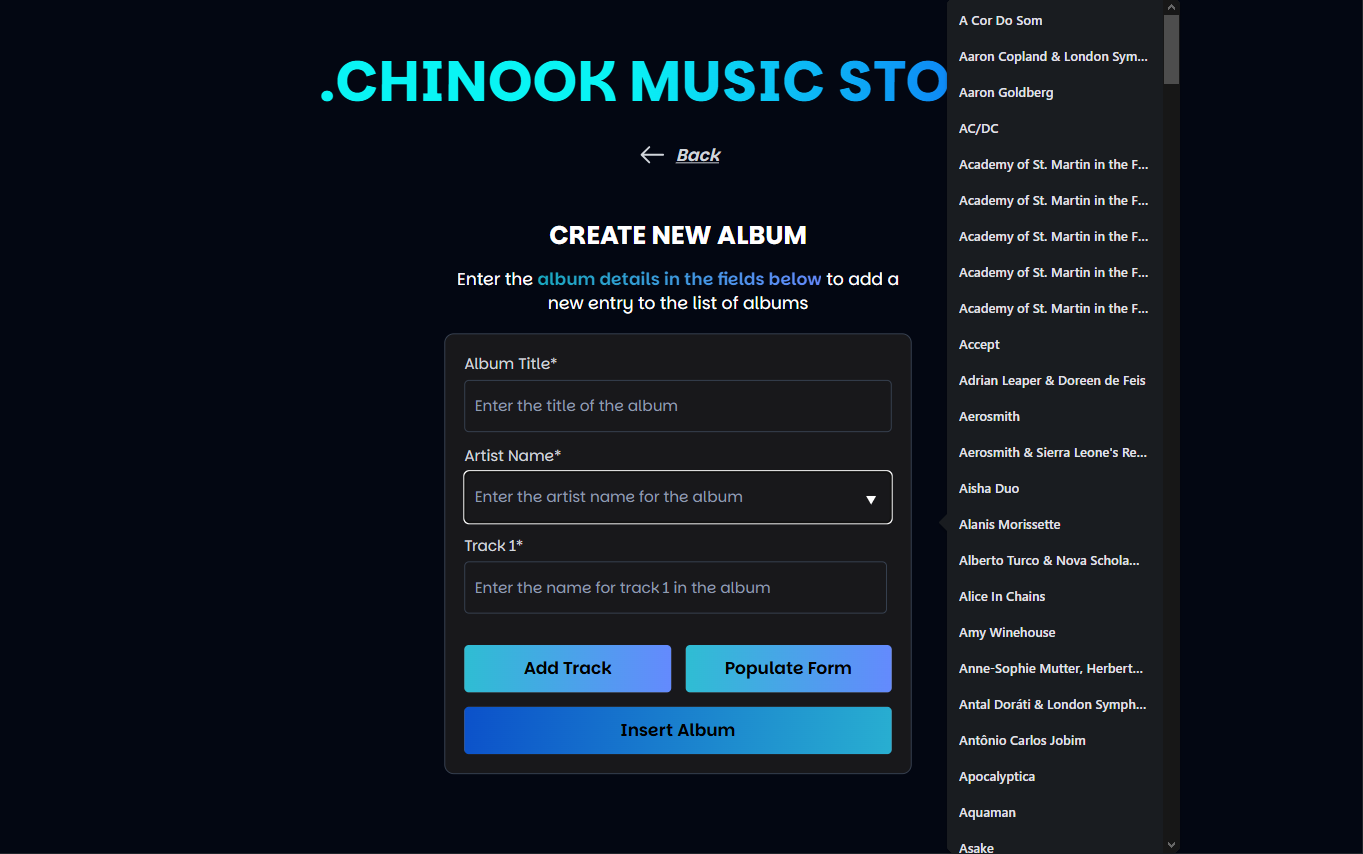 .CHINOOK MUSIC STO
Back
CREATE NEW ALBUM
Enter the album details in the fields below to add a
new entry to the list of albums
Album Title*
Enter the title of the album
Artist Name*
Enter the artist name for the album
Track 1*
Enter the name for track 1 in the album
Add Track
Populate Form
Insert Album
A Cor Do Som
Aaron Copland & London Sym...
Aaron Goldberg
AC/DC
Academy of St. Martin in the F...
Academy of St. Martin in the F...
Academy of St. Martin in the F...
Academy of St. Martin in the F...
Academy of St. Martin in the F...
Accept
Adrian Leaper & Doreen de Feis
Aerosmith
Aerosmith & Sierra Leone's Re...
Aisha Duo
Alanis Morissette
Alberto Turco & Nova Schola...
Alice In Chains
Amy Winehouse
Anne-Sophie Mutter, Herbert...
Antal Doráti & London Symph...
Antônio Carlos Jobim
Apocalyptica
Aquaman
Asake